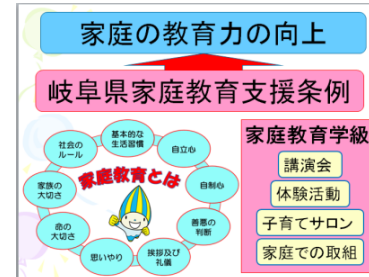 家庭の教育力の向上
岐阜県家庭教育支援条例
基本的な
生活習慣
社会の
ルール
自立心
家族の
大切さ
家庭教育とは
自制心
命の
大切さ
善悪の
判断
思いやり
挨拶及び
礼儀
家庭教育学級
講演会
体験活動
子育てサロン
家庭での取組